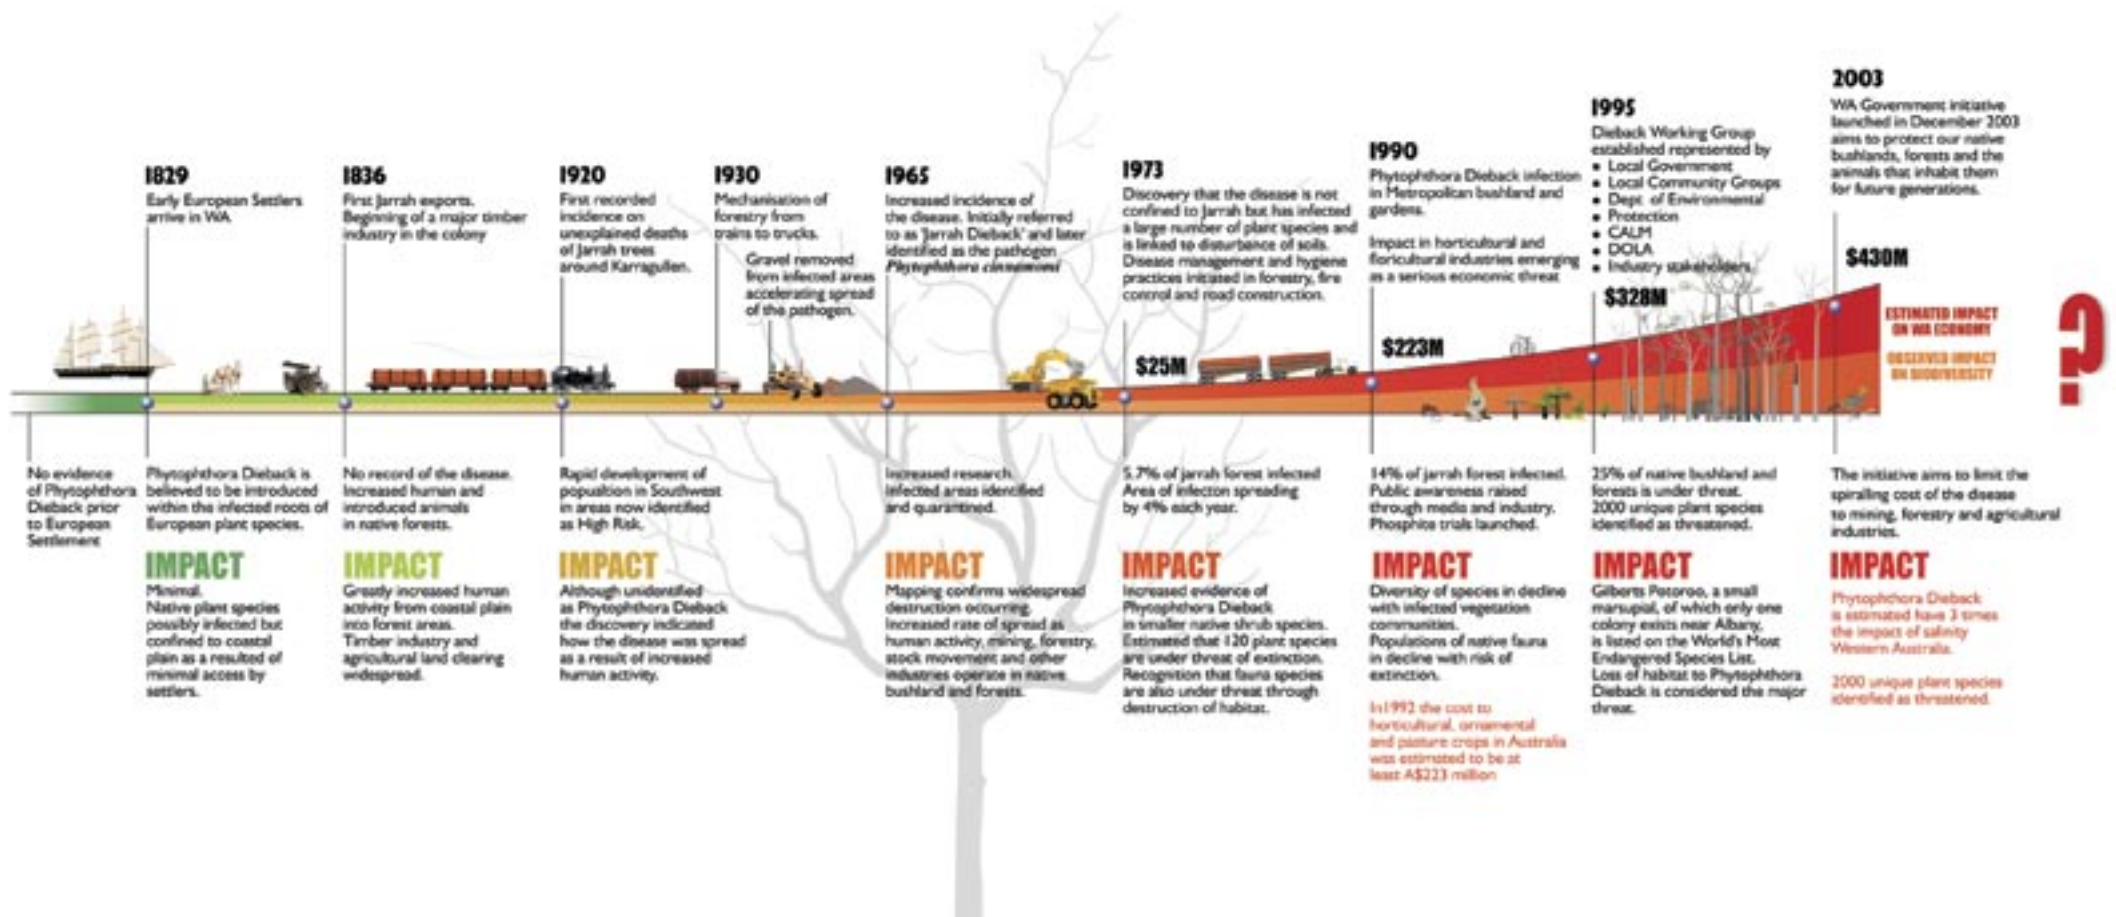 1829
Early European Settlers
arrive in WA
1836
First Jarrah exports.
Beginning of a major timber
industry in the colony
1920
First recorded
incidence on
unexplained deaths
of Jarrah trees
around Karragullen.
1930
Mechanisation of
forestry from
trains to trucks.
Gravel removed
from infected areas
accelerating spread
of the pathogen.
1965
Increased incidence of
the disease. Initially referred
to as 'Jarrah Dieback' and later
identified as the pathogen
Phytophthora cinnamomi
1973
Discovery that the disease is not
confined to Jarrah but has infected
a large number of plant species and
is linked to disturbance of soils.
Disease management and hygiene
practices initiated in forestry, fire
control and road construction.
$25M
1990
Phytophthora Dieback infection
in Metropolitan bushland and
gardens.
Impact in horticultural and
floricultural industries emerging
as a serious economic threat
$223M
1995
Dieback Working Group
established represented by
• Local Government
• Local Community Groups
• Dept of Environmental
• Protection
• CALM
• DOLA
• Industry stakeholders
$328M
2003
WA Government initiative
launched in December 2003
aims to protect our native
bushlands, forests and the
animals that inhabit them
for future generations.
$430M
ESTIMATED IMPACT
ON WA ECONOMY
OBSERVED IMPACT
ON BIODIVERSITY
?
No evidence
of Phytophthora
Dieback prior
to European
Settlement
Phytophthora Dieback is
believed to be introduced
within the infected roots of
European plant species.
IMPACT
Minimal.
Native plant species
possibly infected but
confined to coastal
plain as a resulted of
minimal access by
settlers.
No record of the disease.
Increased human and
introduced animals
in native forests.
IMPACT
Greatly increased human
activity from coastal plain
into forest areas.
Timber industry and
agricultural land clearing
widespread.
Rapid development of
popualtion in Southwest
in areas now identified
as High Risk.
IMPACT
Although unidentified
as Phytophthora Dieback
the discovery indicated
how the disease was spread
as a result of increased
human activity.
Increased research.
Infected areas identified
and quarantined.
IMPACT
Mapping confirms widespread
destruction occurring.
Increased rate of spread as
human activity, mining, forestry,
stock movement and other
industries operate in native
bushland and forests.
5.7% of jarrah forest infected
Area of infecton spreading
by 4% each year.
IMPACT
Increased evidence of
Phytophthora Dieback
in smaller native shrub species.
Estimated that 120 plant species
are under threat of extinction.
Recognition that fauna species
are also under threat through
destruction of habitat.
14% of jarrah forest infected.
Public awareness raised
through media and industry.
Phosphite trials launched.
IMPACT
Diversity of species in decline
with infected vegetation
communities.
Populations of native fauna
in decline with risk of
extinction.
In1992 the cost to
horticultural, ornamental
and pasture crops in Australia
was estimated to be at
least A$223 million
25% of native bushland and
forests is under threat.
2000 unique plant species
identified as threatened.
IMPACT
Gilberts Potoroo, a small
marsupial, of which only one
colony exists near Albany,
is listed on the World's Most
Endangered Species List.
Loss of habitat to Phytophthora
Dieback is considered the major
threat.
The initiative aims to limit the
spiralling cost of the disease
to mining, forestry and agricultural
industries.
IMPACT
Phytophthora Dieback
is estimated have 3 times
the impact of salinity
Western Australia.
2000 unique plant species
identified as threatened.